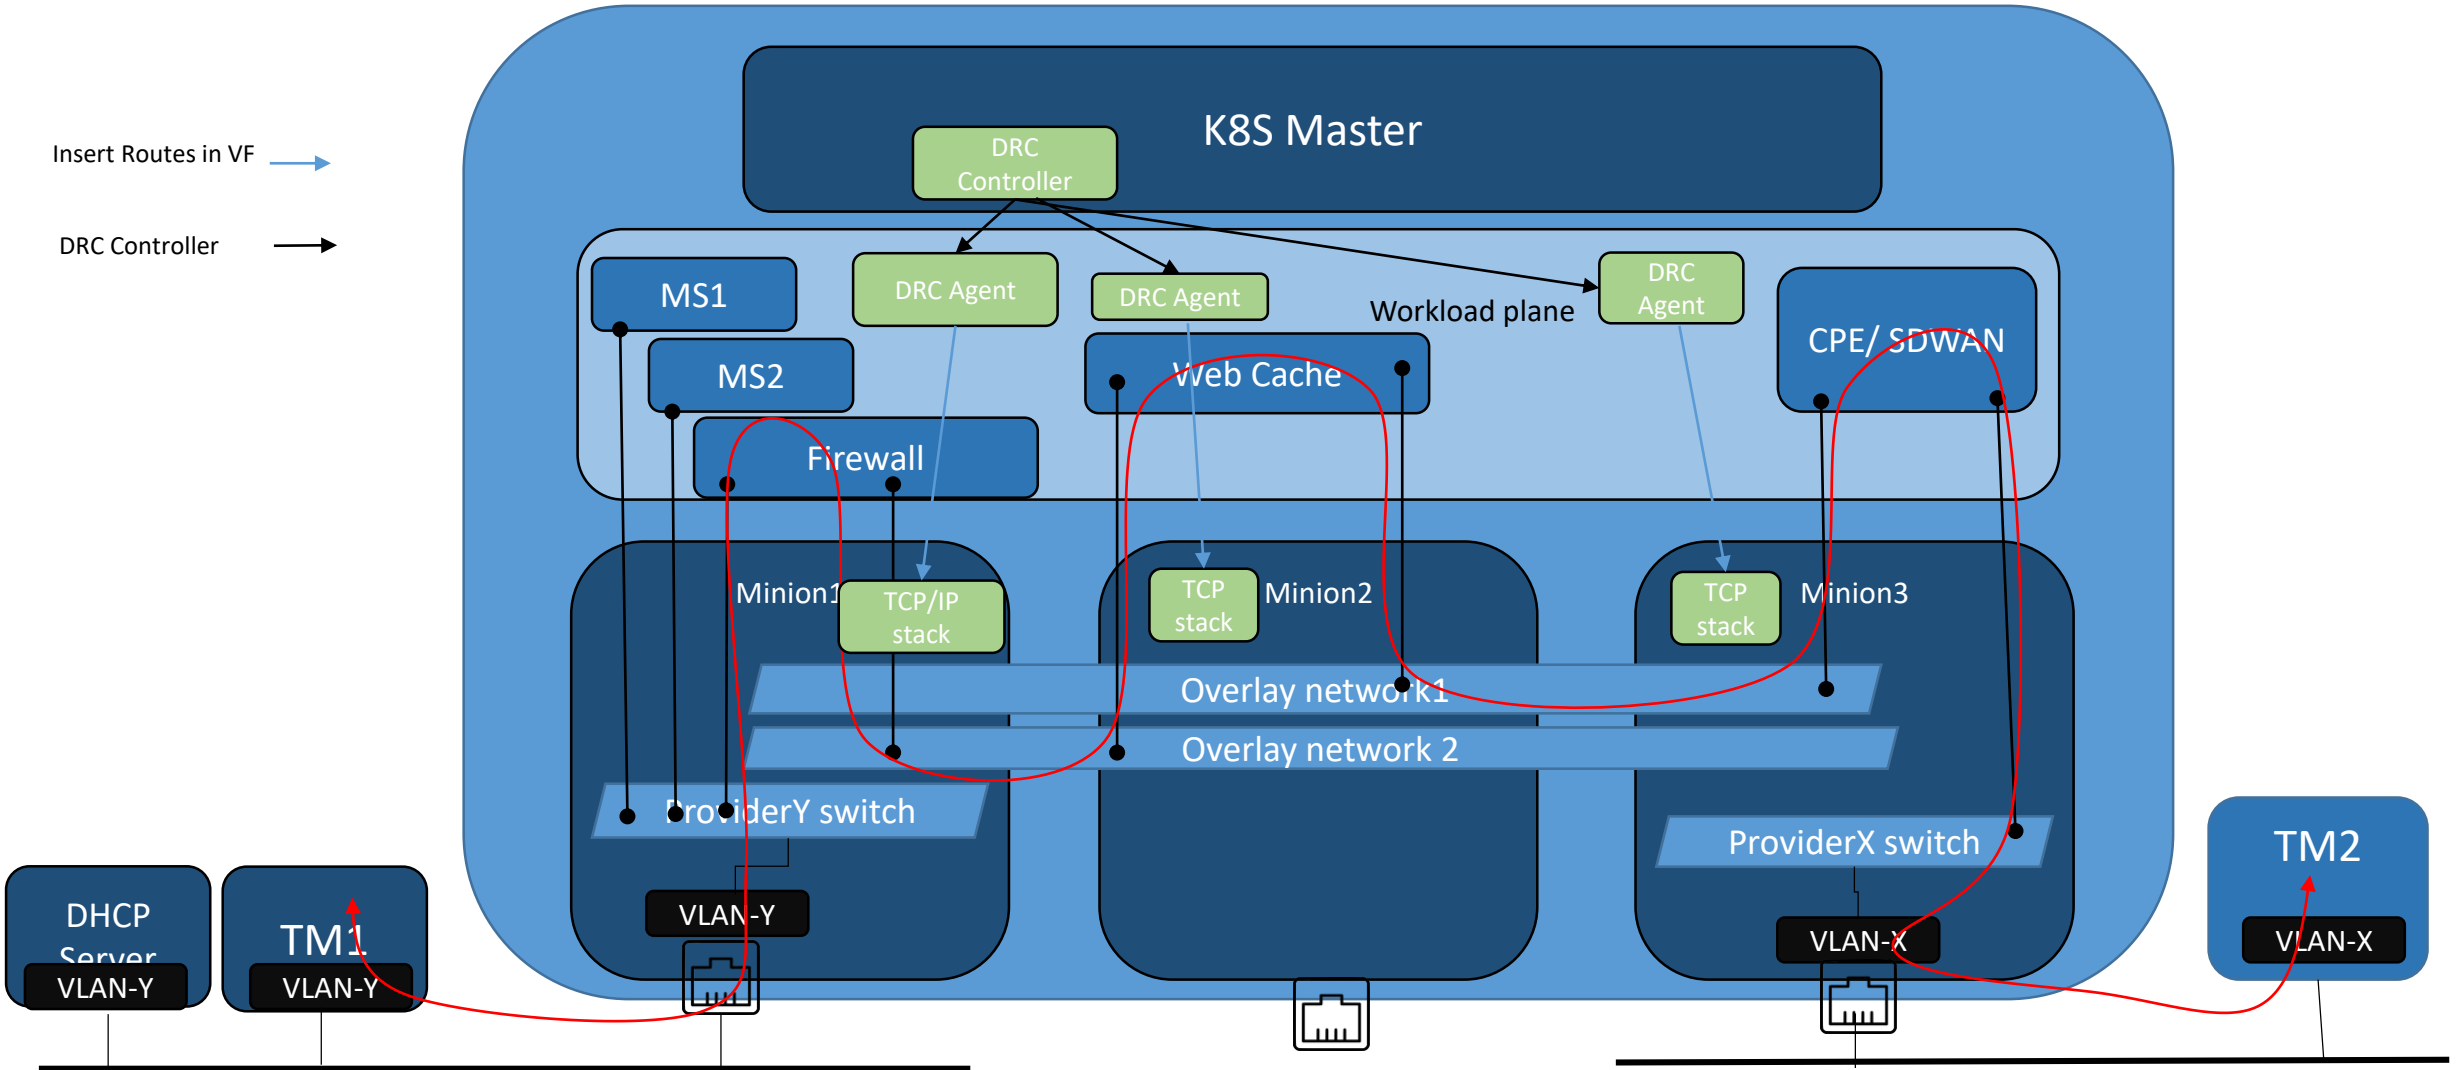 K8S Master
DRC
Controller
Insert Routes in VF
DRC Controller
MS1
DRC Agent
DRC Agent
Workload plane
DRC
Agent
CPE/ SDWAN
MS2
Web Cache
Firewall
Minion1
TCP/IP
stack
TCP
stack
Minion2
TCP
stack
Minion3
Overlay network1
Overlay network 2
ProviderY switch
ProviderX switch
VLAN-Y
VLAN-X
DHCP
Server
VLAN-Y
TM1
VLAN-Y
TM2
VLAN-X